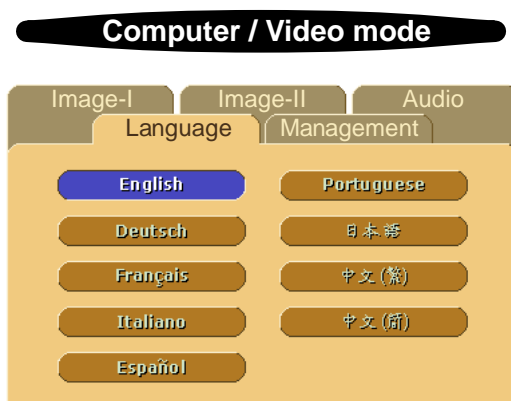 Computer / Video mode
Image-I Image-II Audio
Language Management
English Portuguese
Deutsch 日本語
Français 中文(繁)
Italiano 中文(简)
Español